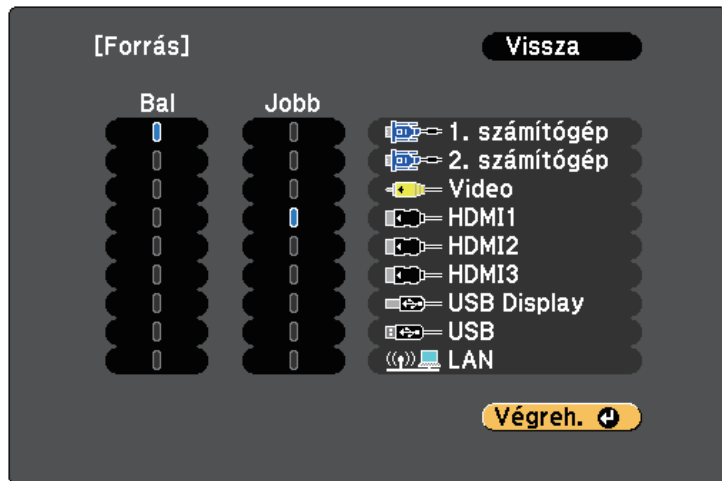 [Forrás]
Vissza
Bal
Jobb
1. számítógép
2. számítógép
Video
HDMI1
HDMI2
HDMI3
USB Display
USB
LAN
Végreh.